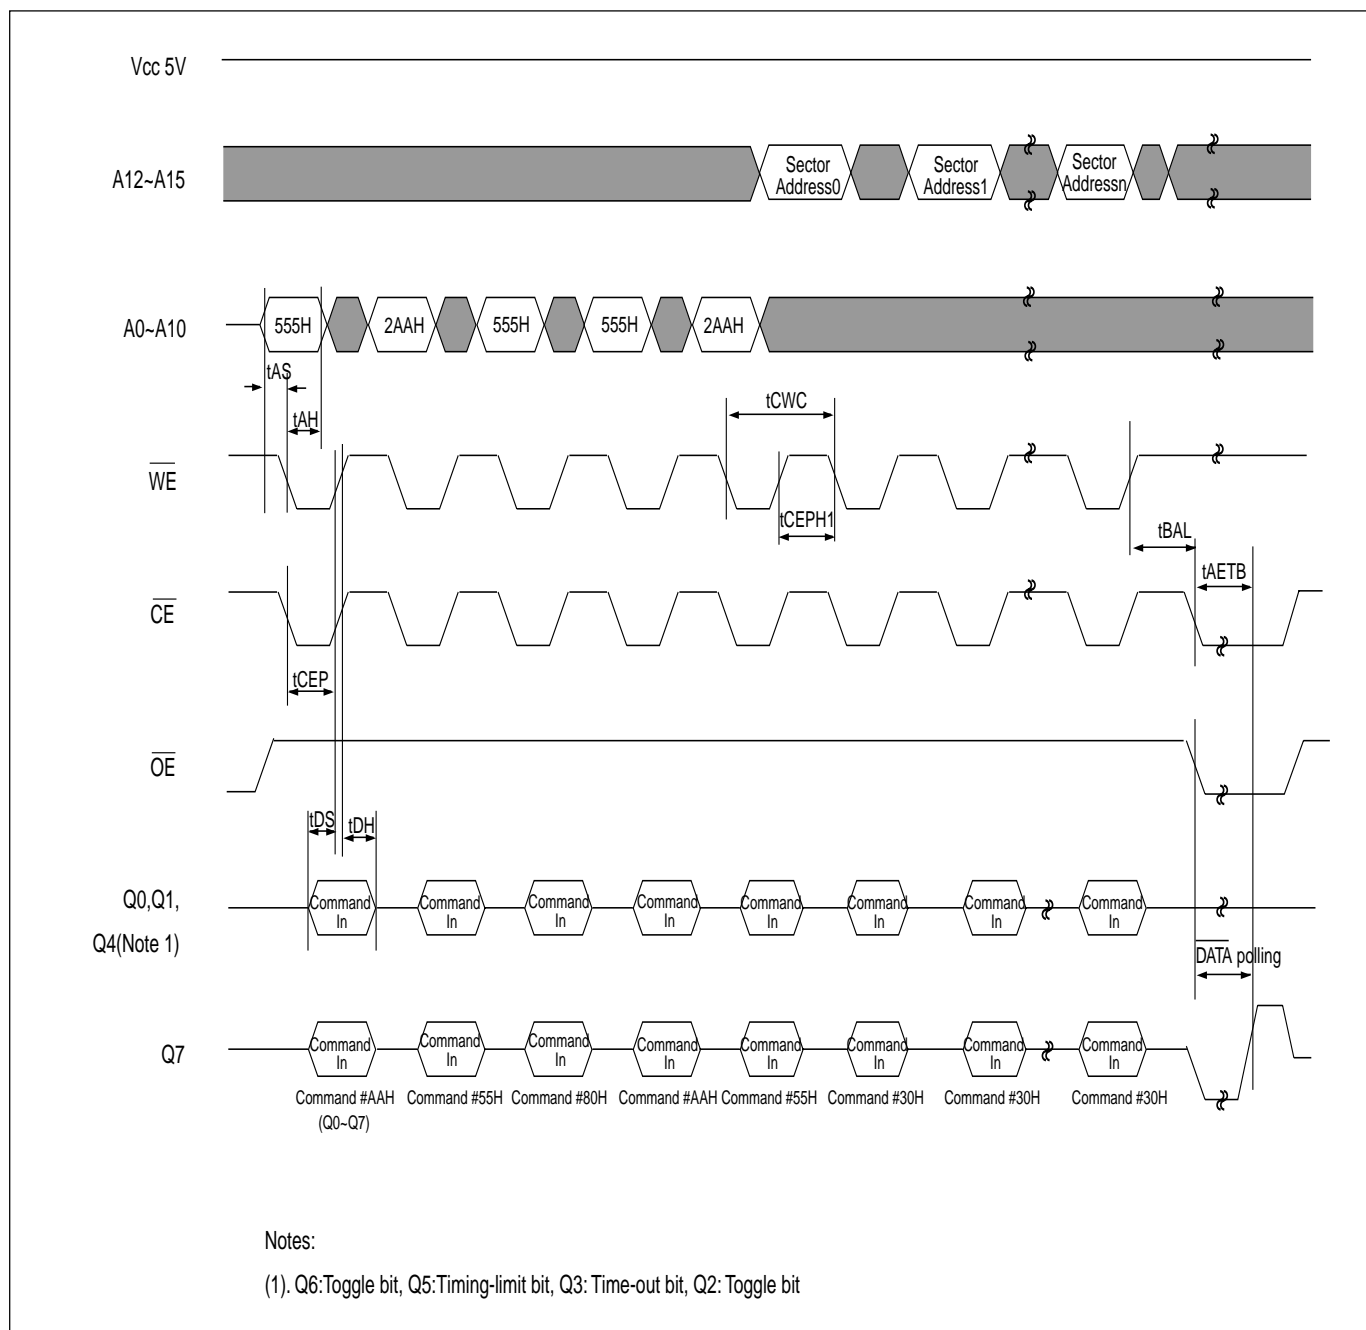 Vcc 5V
A12~A15
Sector Address0
Sector Address1
Sector Addressn
A0~A10
555H
2AAH
555H
555H
2AAH
tAS
tAH
tCWC
WE
tCEPH1
tBAL
tAETB
CE
tCEP
OE
tDS
tDH
Q0,Q1,
Q4(Note 1)
Command In
Command In
Command In
Command In
Command In
Command In
Command In
Command In
DATA polling
Q7
Command In
Command In
Command In
Command In
Command In
Command In
Command In
Command In
Command #AAH
(Q0~Q7)
Command #55H
Command #80H
Command #AAH
Command #55H
Command #30H
Command #30H
Command #30H
Notes:
(1). Q6:Toggle bit, Q5:Timing-limit bit, Q3: Time-out bit, Q2: Toggle bit